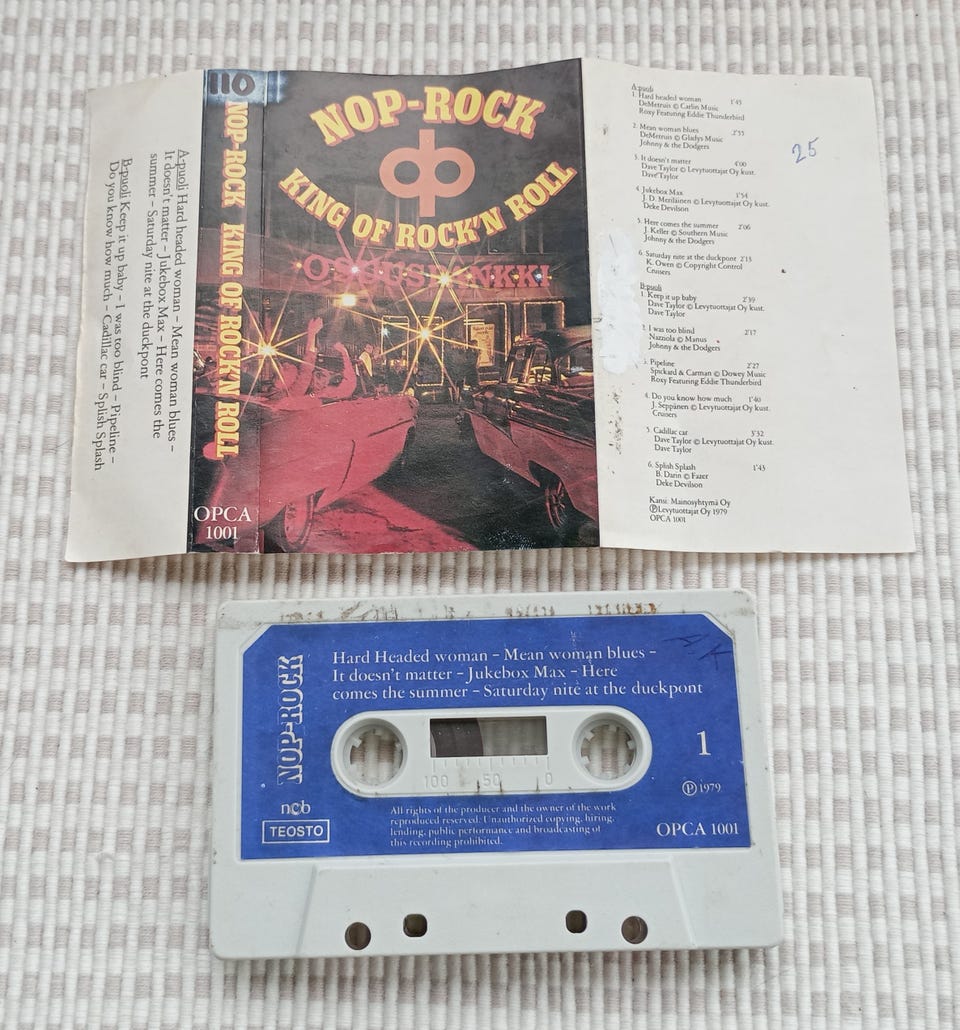 A-puoli Hard headed woman – Mean woman blues –
It doesn't matter – Jukebox Max – Here comes the
summer – Saturday nite at the duckpont
B-puoli Keep it up baby – I was too blind – Pipeline –
Do you know how much – Cadillac car – Splish Splash
110
NOP-ROCK KING OF ROCK'N ROLL
OPCA
1001
NOP-ROCK
KING OF ROCK'N ROLL
A-puoli
1. Hard headed woman 1'45
DeMetruis © Carlin Music
Roxy Featuring Eddie Thunderbird
2. Mean woman blues 2'55
DeMetruis © Gladys Music
Johnny & the Dodgers
3. It doesn't matter 4'00
Dave Taylor © Levytuottajat Oy kust.
Dave Taylor
4. Jukebox Max 1'54
J. D. Meriläinen © Levytuottajat Oy kust.
Deke Devilson
5. Here comes the summer 2'06
J. Keller © Southern Music
Johnny & the Dodgers
6. Saturday nite at the duckpont 2'15
K. Owen © Copyright Control
Cruisers
B-puoli
1. Keep it up baby 2'39
Dave Taylor © Levytuottajat Oy kust.
Dave Taylor
2. I was too blind 2'17
Nazziola © Manus
Johnny & the Dodgers
3. Pipeline 2'27
Spickard & Carman © Dowey Music
Roxy Featuring Eddie Thunderbird
4. Do you know how much 1'40
J. Seppänen © Levytuottajat Oy kust.
Cruisers
5. Cadillac car 3'32
Dave Taylor © Levytuottajat Oy kust.
Dave Taylor
6. Splish Splash 1'43
B. Darin © Fazer
Deke Devilson
Kansi: Mainosyhtymä Oy
℗ Levytuottajat Oy 1979
OPCA 1001
25
NOP-ROCK
Hard Headed woman – Mean woman blues –
It doesn't matter – Jukebox Max – Here
comes the summer – Saturday nite at the duckpont
1
100 50 0
℗ 1979
ncb
TEOSTO
All rights of the producer and the owner of the work
reproduced reserved. Unauthorized copying, hiring,
lending, public performance and broadcasting of
this recording prohibited.
OPCA 1001